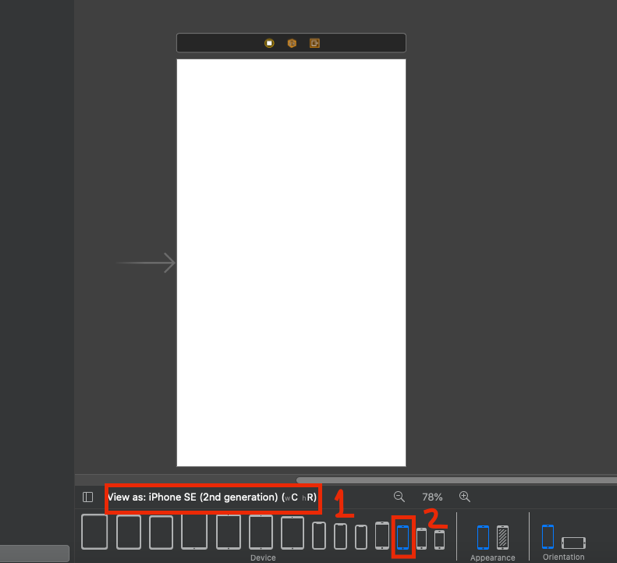 View as: iPhone SE (2nd generation) (wC hR)
1
78%
2
Device
Appearance
Orientation